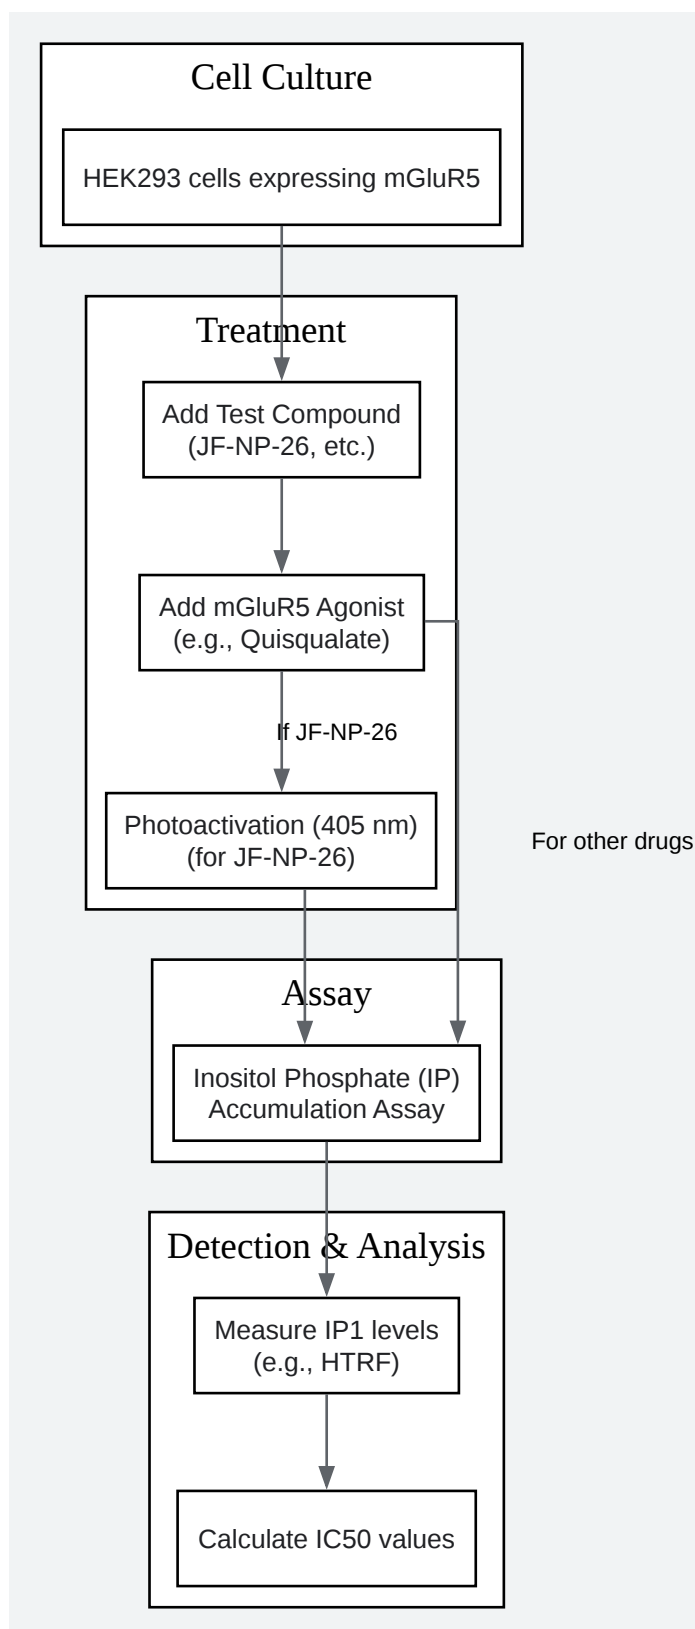 Cell Culture
HEK293 cells expressing mGluR5
Treatment
Add Test Compound
(JF-NP-26, etc.)
Add mGluR5 Agonist
(e.g., Quisqualate)
If JF-NP-26
Photoactivation (405 nm)
(for JF-NP-26)
For other drugs
Assay
Inositol Phosphate (IP)
Accumulation Assay
Detection & Analysis
Measure IP1 levels
(e.g., HTRF)
Calculate IC50 values